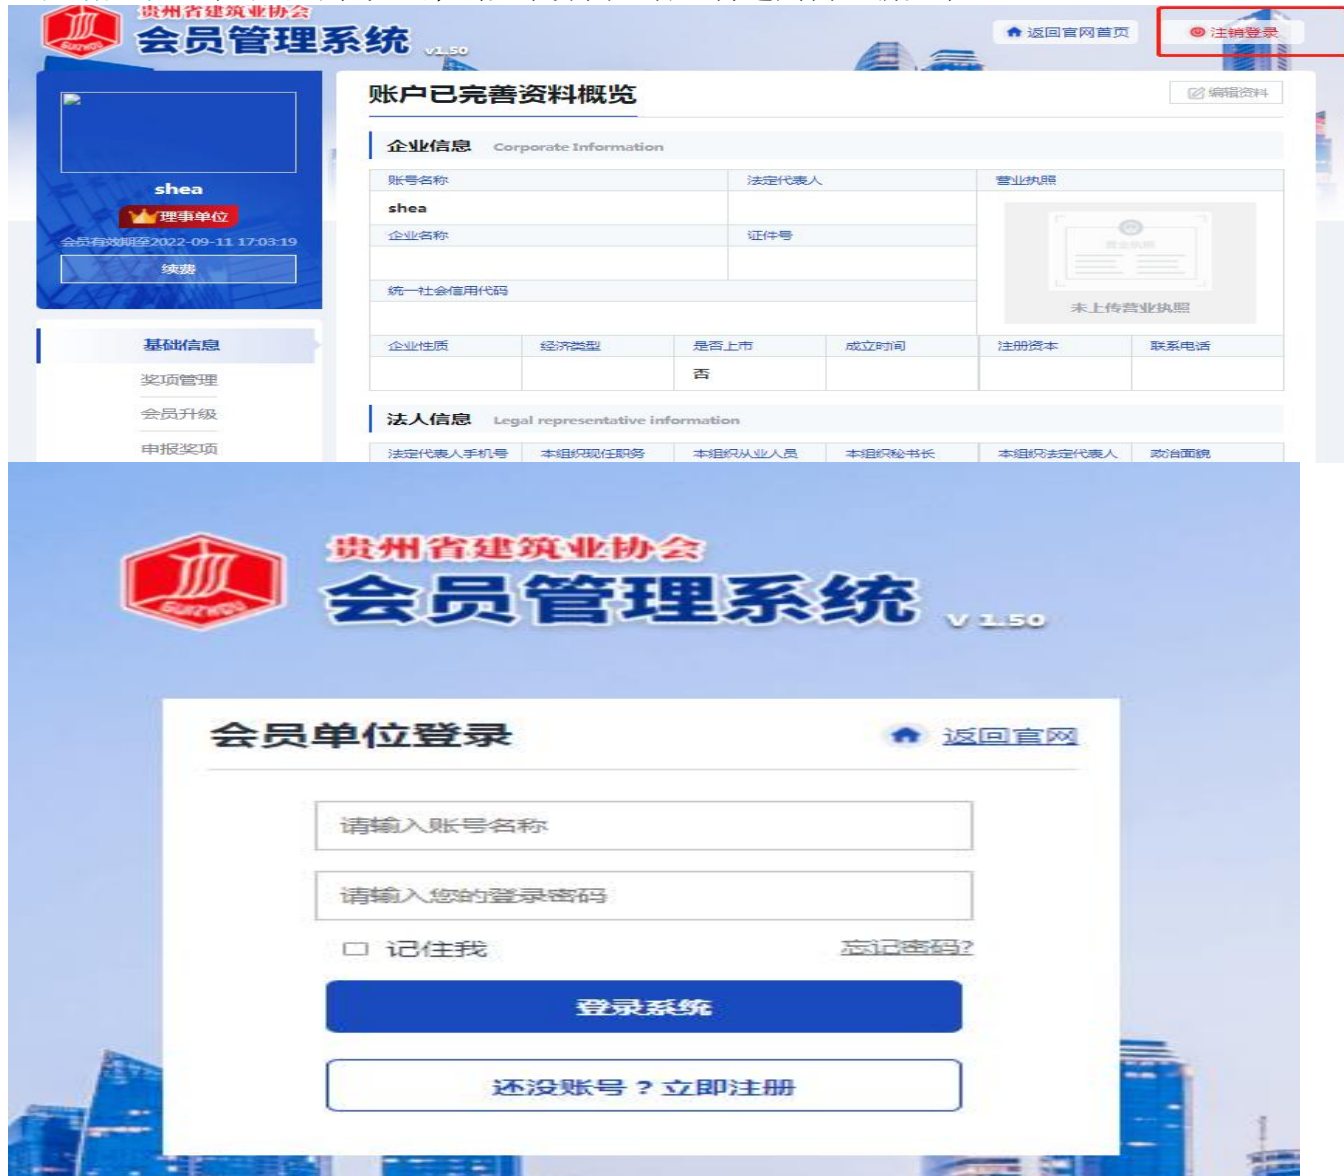 贵州省建筑业协会
会员管理系统 v1.50
返回官网首页
注销登录
GUIZHOU
shea
理事单位
会员有效期至2022-09-11 17:03:19
续费
基础信息
奖项管理
会员升级
申报奖项
账户已完善资料概览
编辑资料
企业信息 Corporate Information
账号名称 法定代表人 营业执照
shea
企业名称 证件号
营业执照
统一社会信用代码
未上传营业执照
企业性质 经济类型 是否上市 成立时间 注册资本 联系电话
否
法人信息 Legal representative information
法定代表人手机号 本组织现任职务 本组织从业人员 本组织秘书长 本组织法定代表人 政治面貌
贵州省建筑业协会
会员管理系统 V 1.50
GUIZHOU
会员单位登录 返回官网
请输入账号名称
请输入您的登录密码
记住我 忘记密码?
登录系统
还没账号？立即注册